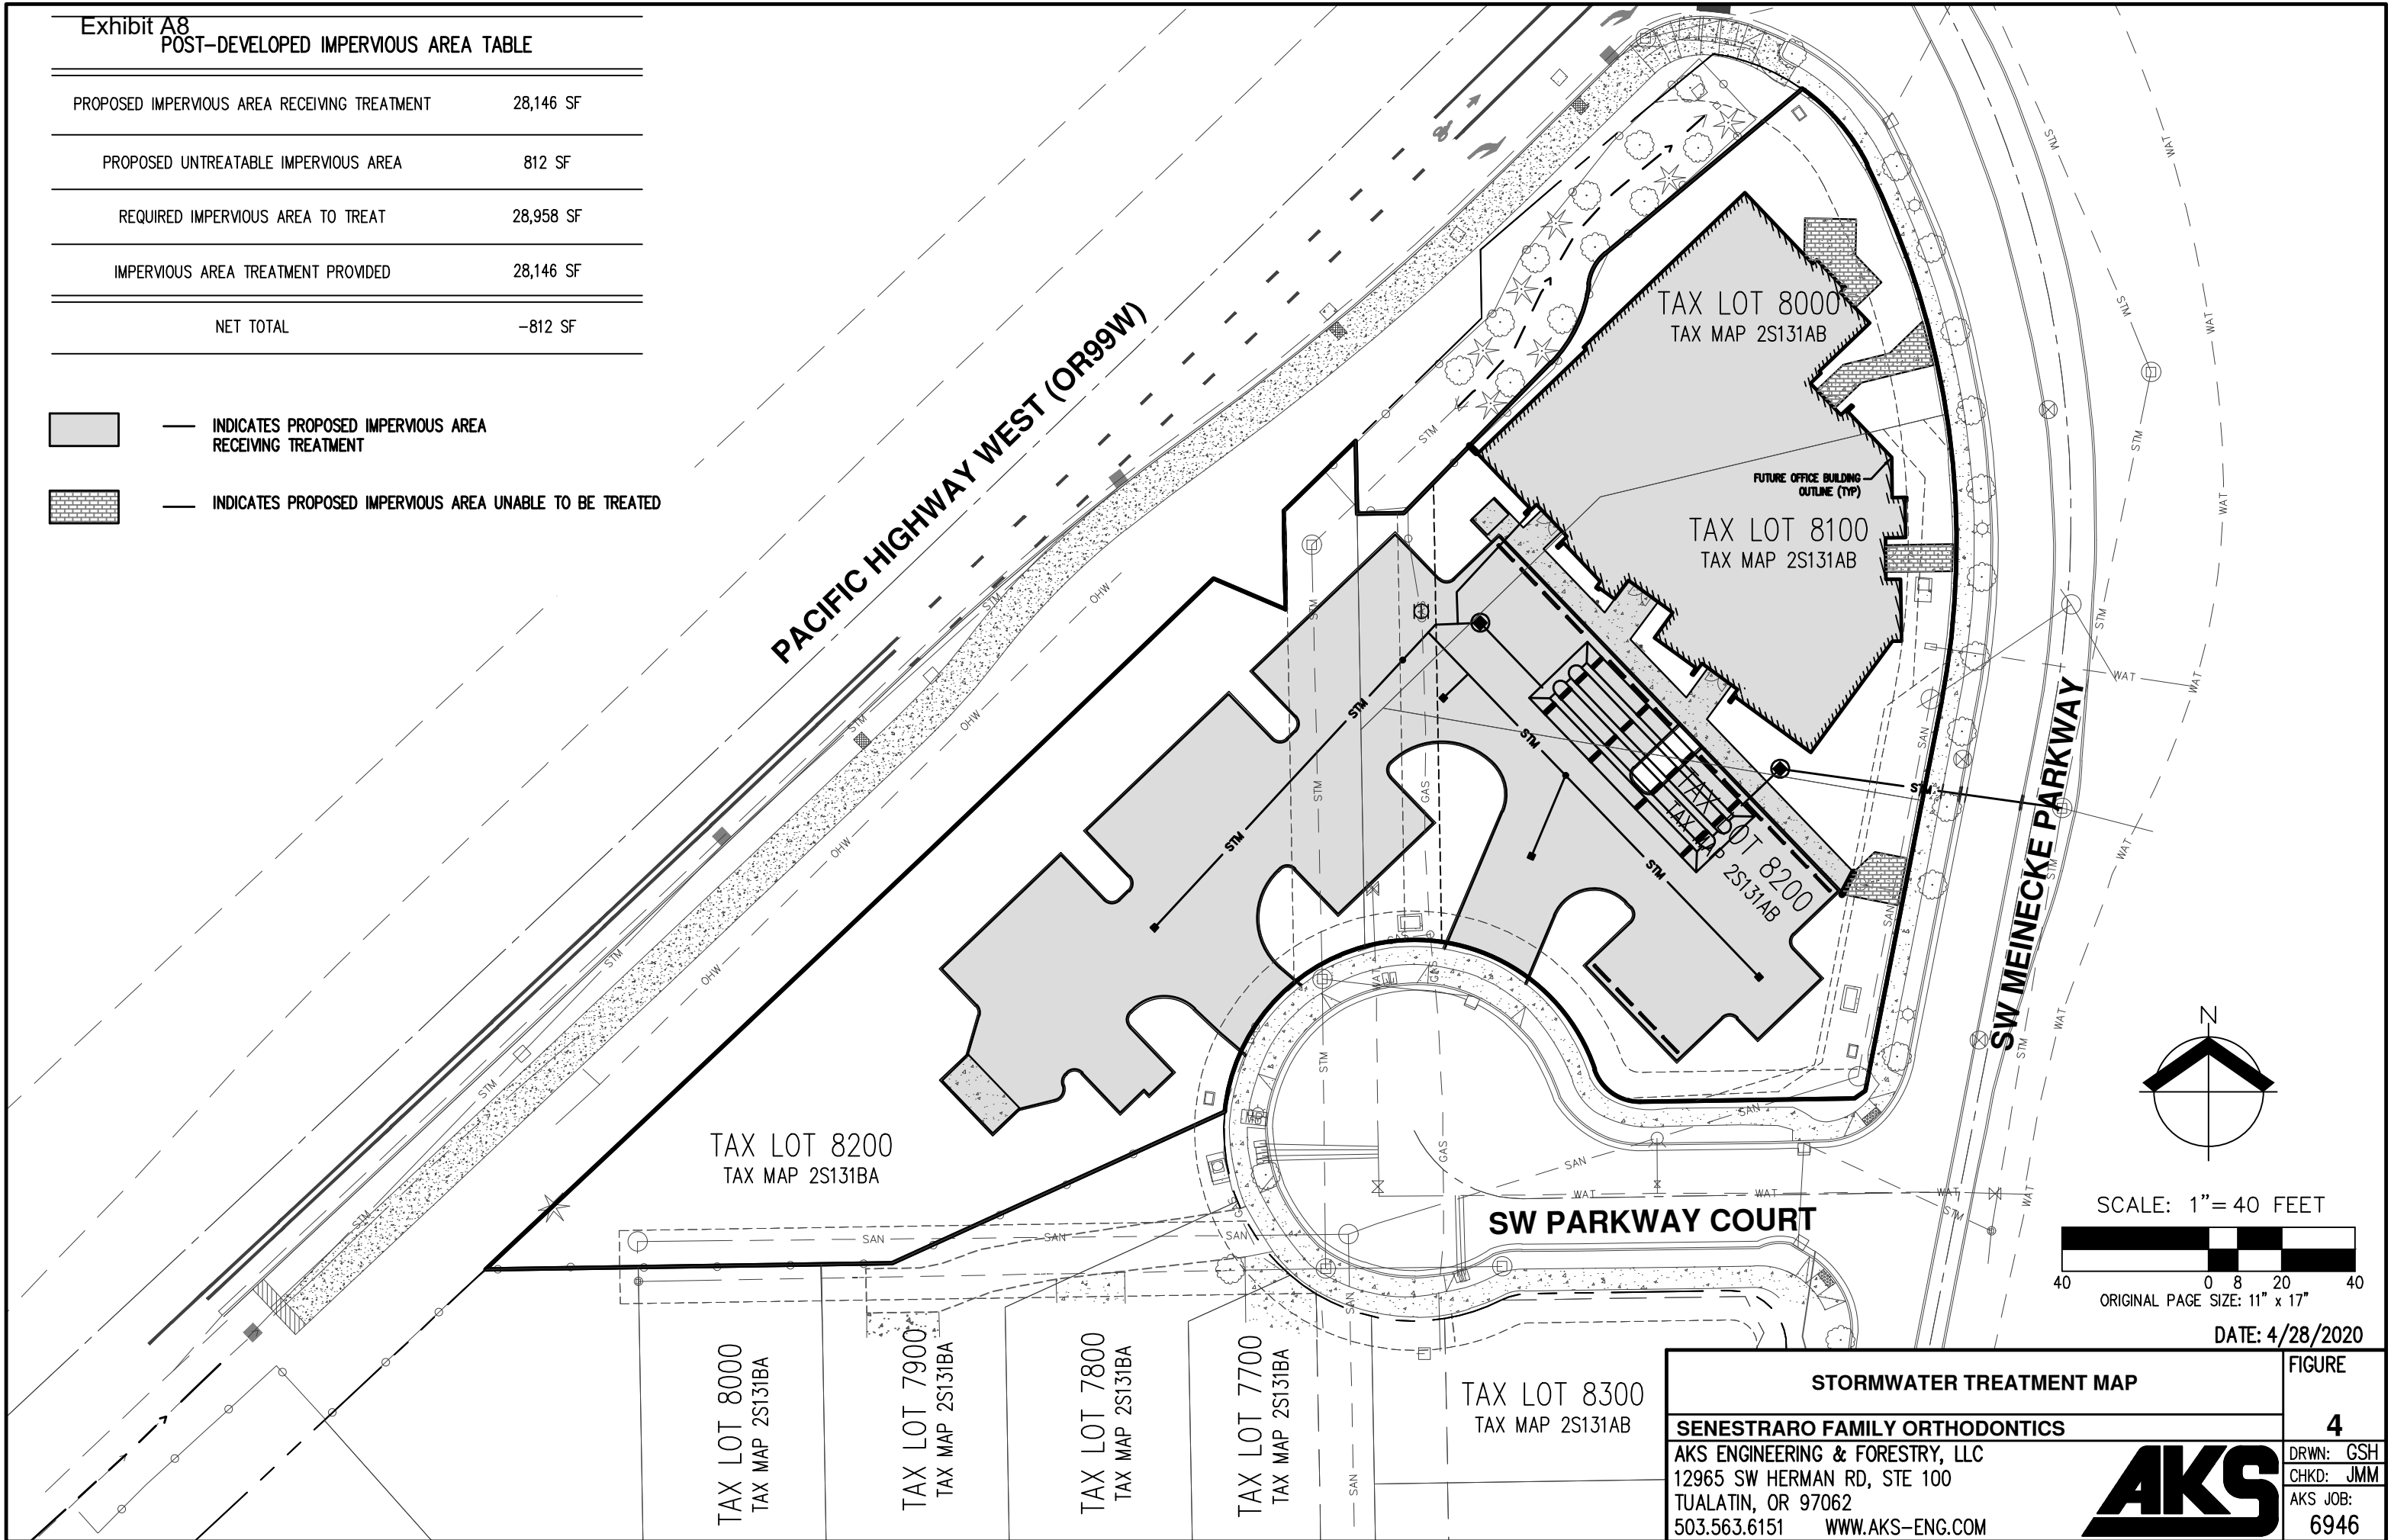 Exhibit A8
POST-DEVELOPED IMPERVIOUS AREA TABLE
PROPOSED IMPERVIOUS AREA RECEIVING TREATMENT 28,146 SF
PROPOSED UNTREATABLE IMPERVIOUS AREA 812 SF
REQUIRED IMPERVIOUS AREA TO TREAT 28,958 SF
IMPERVIOUS AREA TREATMENT PROVIDED 28,146 SF
NET TOTAL -812 SF
INDICATES PROPOSED IMPERVIOUS AREA
RECEIVING TREATMENT
INDICATES PROPOSED IMPERVIOUS AREA UNABLE TO BE TREATED
PACIFIC HIGHWAY WEST (OR99W)
TAX LOT 8000
TAX MAP 2S131AB
FUTURE OFFICE BUILDING
OUTLINE (TYP)
TAX LOT 8100
TAX MAP 2S131AB
TAX LOT 8200
TAX MAP 2S131AB
SW MEINECKE PARKWAY
TAX LOT 8200
TAX MAP 2S131BA
SW PARKWAY COURT
TAX LOT 8000
TAX MAP 2S131BA
TAX LOT 7900
TAX MAP 2S131BA
TAX LOT 7800
TAX MAP 2S131BA
TAX LOT 7700
TAX MAP 2S131BA
TAX LOT 8300
TAX MAP 2S131AB
STM
OHW
GAS
WAT
SAN
N
SCALE: 1"= 40 FEET
40 0 8 20 40
ORIGINAL PAGE SIZE: 11" x 17"
DATE: 4/28/2020
STORMWATER TREATMENT MAP
FIGURE
4
SENESTRARO FAMILY ORTHODONTICS
AKS ENGINEERING & FORESTRY, LLC
12965 SW HERMAN RD, STE 100
TUALATIN, OR 97062
503.563.6151 WWW.AKS-ENG.COM
AKS
DRWN: GSH
CHKD: JMM
AKS JOB:
6946